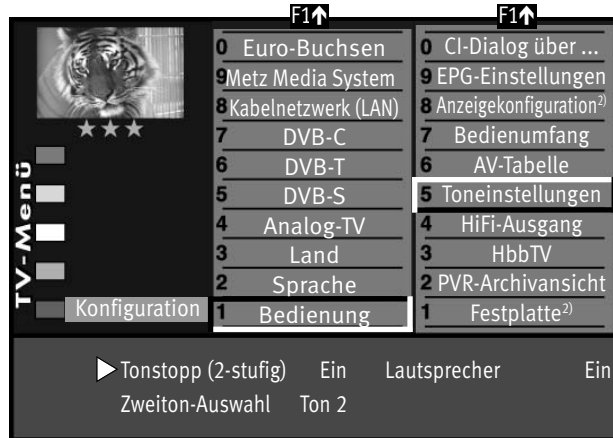 F1↑ F1↑
0 Euro-Buchsen
9 Metz Media System
8 Kabelnetzwerk (LAN)
7 DVB-C
6 DVB-T
5 DVB-S
4 Analog-TV
3 Land
2 Sprache
1 Bedienung
0 CI-Dialog über ...
9 EPG-Einstellungen
8 Anzeigekonfiguration2)
7 Bedienumfang
6 AV-Tabelle
5 Toneinstellungen
4 HiFi-Ausgang
3 HbbTV
2 PVR-Archivansicht
1 Festplatte2)
TV-Menü
Konfiguration
Tonstopp (2-stufig) Ein Lautsprecher Ein
Zweiton-Auswahl Ton 2